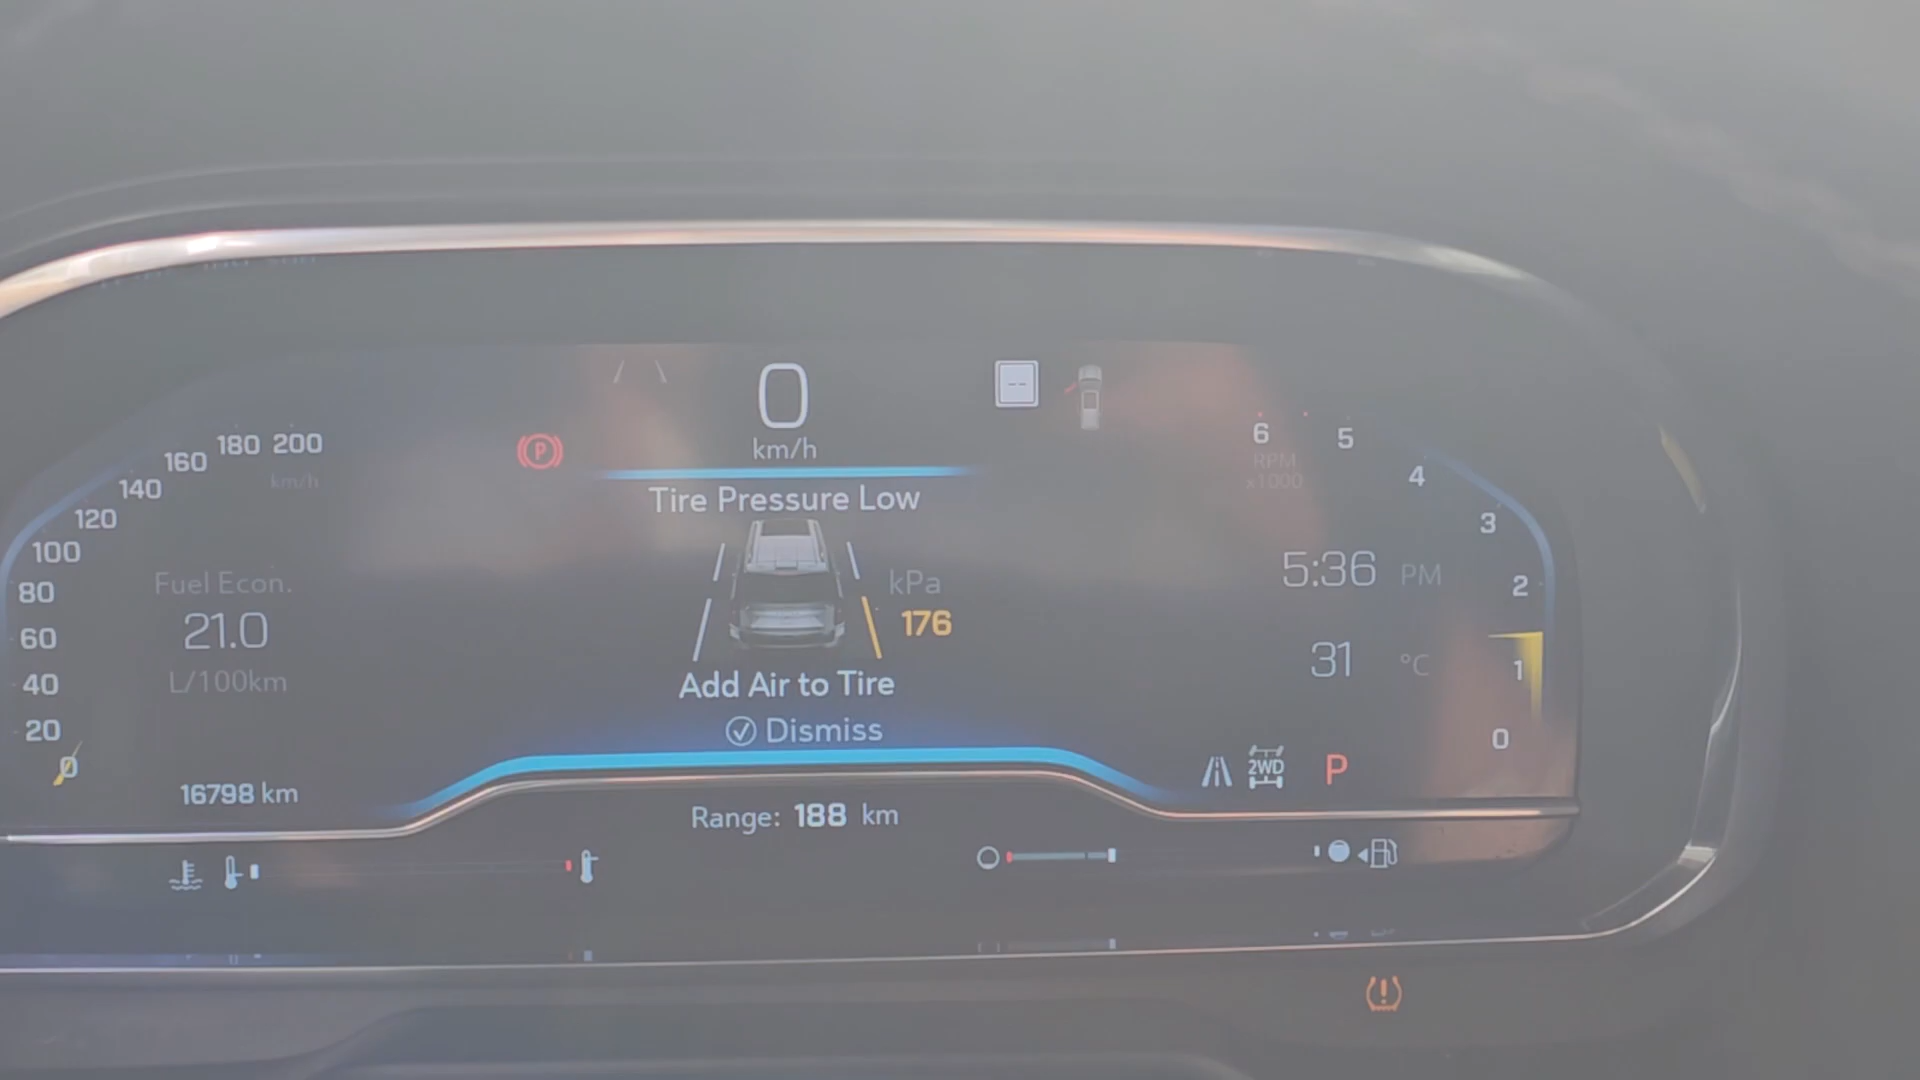 0
km/h
Tire Pressure Low
kPa
176
Add Air to Tire
Dismiss
200
180
160
140
120
100
80
60
40
20
0
km/h
Fuel Econ.
21.0
L/100km
16798 km
P
--
6
5
4
3
2
1
0
RPM
x1000
5:36 PM
31 °C
2WD
P
Range: 188 km